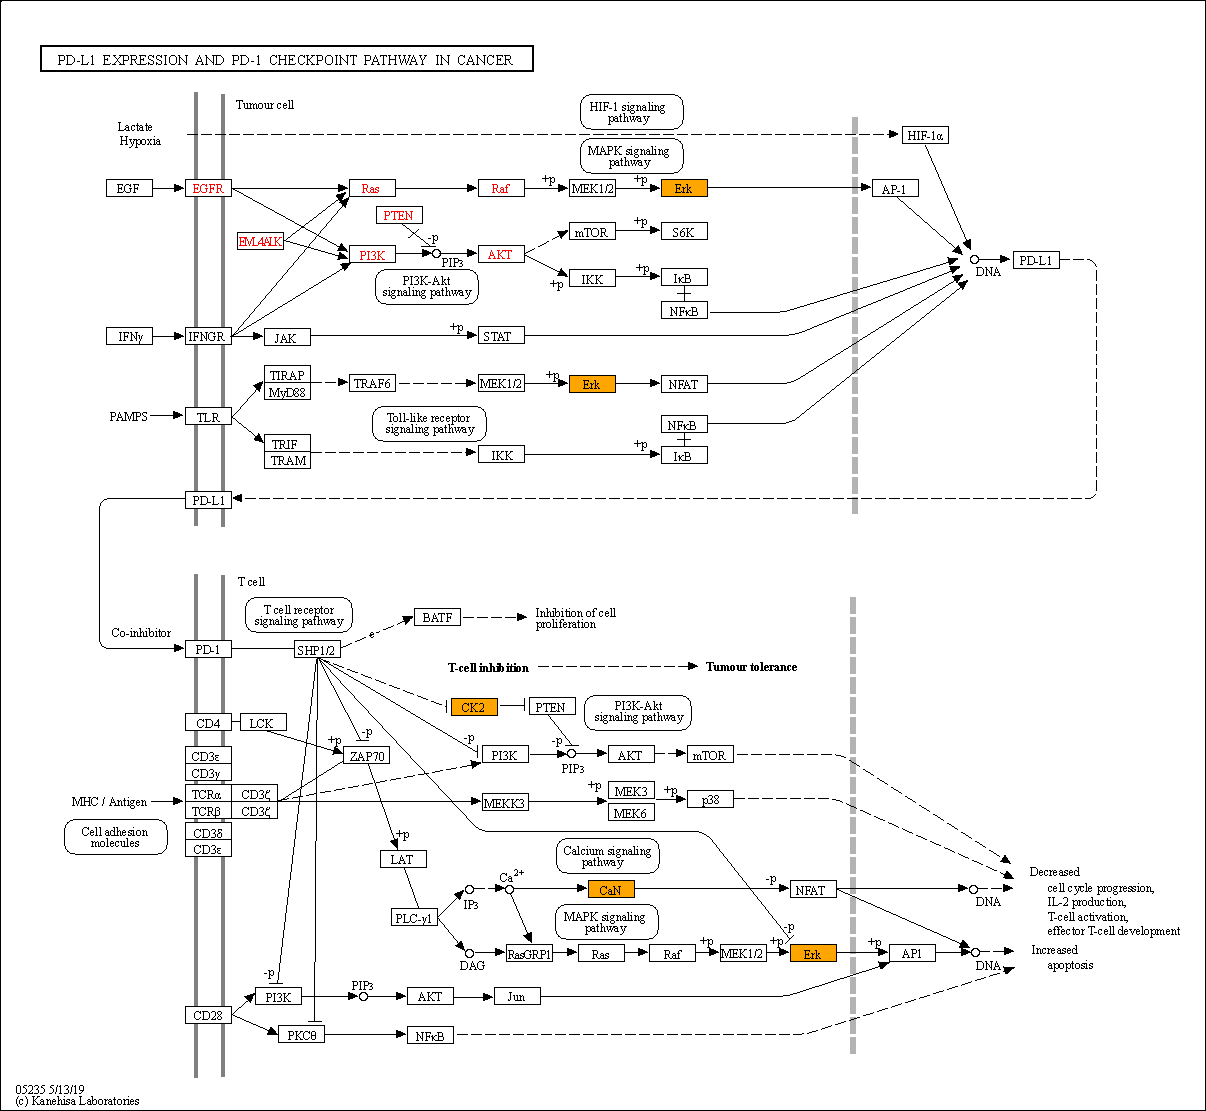 PD-L1 EXPRESSION AND PD-1 CHECKPOINT PATHWAY IN CANCER
Tumour cell
HIF-1 signaling
pathway
Lactate
Hypoxia
HIF-1α
MAPK signaling
pathway
EGF
EGFR
Ras
Raf
+p
MEK1/2
+p
Erk
AP-1
PTEN
EML4ALK
-p
PI3K
PIP3
AKT
mTOR
+p
S6K
DNA
PD-L1
PI3K-Akt
signaling pathway
+p
IKK
+p
IκB
NFκB
IFNγ
IFNGR
JAK
+p
STAT
TIRAP
MyD88
TRAF6
MEK1/2
+p
Erk
NFAT
PAMPS
TLR
Toll-like receptor
signaling pathway
NFκB
TRIF
TRAM
IKK
+p
IκB
PD-L1
T cell
T cell receptor
signaling pathway
BATF
Inhibition of cell
proliferation
Co-inhibitor
PD-1
SHP1/2
e
T-cell inhibition
Tumour tolerance
CK2
PTEN
PI3K-Akt
signaling pathway
CD4
LCK
+p
-p
ZAP70
-p
PI3K
-p
PIP3
AKT
mTOR
CD3ε
CD3γ
MHC / Antigen
TCRα
CD3ζ
TCRβ
CD3ζ
MEKK3
+p
MEK3
MEK6
+p
p38
Cell adhesion
molecules
CD3δ
CD3ε
+p
LAT
Calcium signaling
pathway
Decreased
cell cycle progression,
IL-2 production,
T-cell activation,
effector T-cell development
Ca2+
IP3
CaN
-p
NFAT
DNA
PLC-γ1
MAPK signaling
pathway
DAG
RasGRP1
Ras
Raf
+p
MEK1/2
+p
-p
Erk
+p
AP1
DNA
Increased
apoptosis
-p
PI3K
PIP3
AKT
Jun
CD28
PKCθ
NFκB
05235 5/13/19
(c) Kanehisa Laboratories